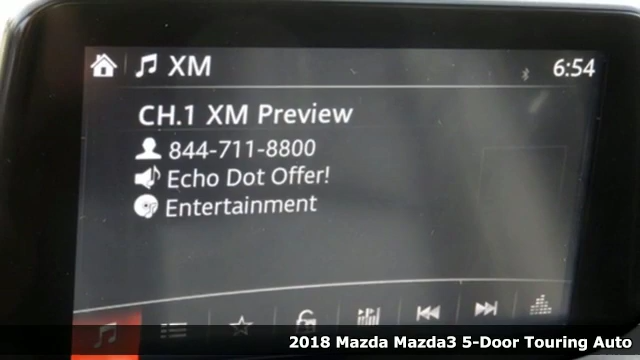 XM
6:54
CH.1 XM Preview
844-711-8800
Echo Dot Offer!
Entertainment
2018 Mazda Mazda3 5-Door Touring Auto